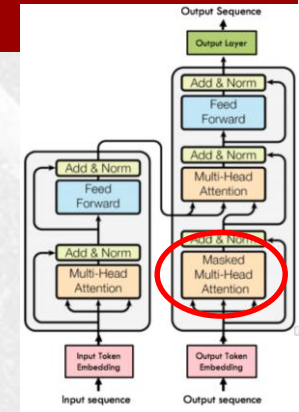 Output Sequence
Output Layer
Add & Norm
Feed
Forward
Add & Norm
Multi-Head
Attention
Add & Norm
Masked
Multi-Head
Attention
Output Token
Embedding
Output sequence
Add & Norm
Feed
Forward
Add & Norm
Multi-Head
Attention
Input Token
Embedding
Input sequence